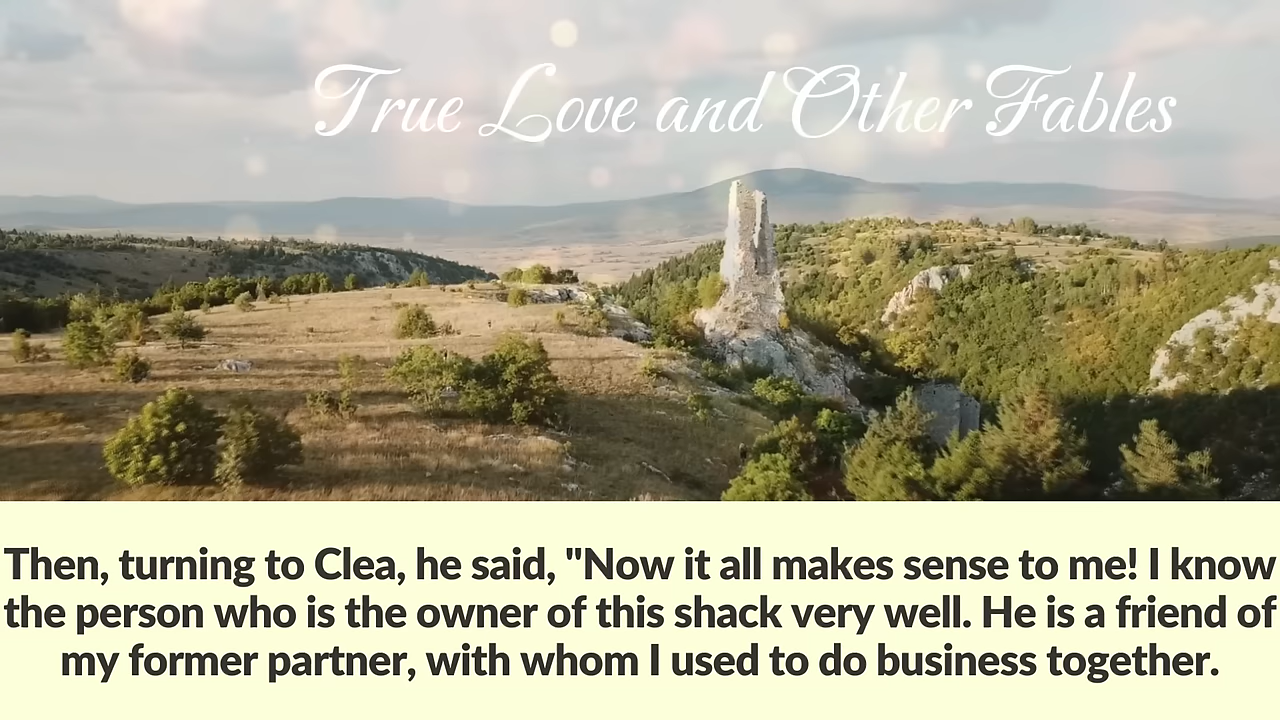 True Love and Other Fables
Then, turning to Clea, he said, "Now it all makes sense to me! I know
the person who is the owner of this shack very well. He is a friend of
my former partner, with whom I used to do business together.